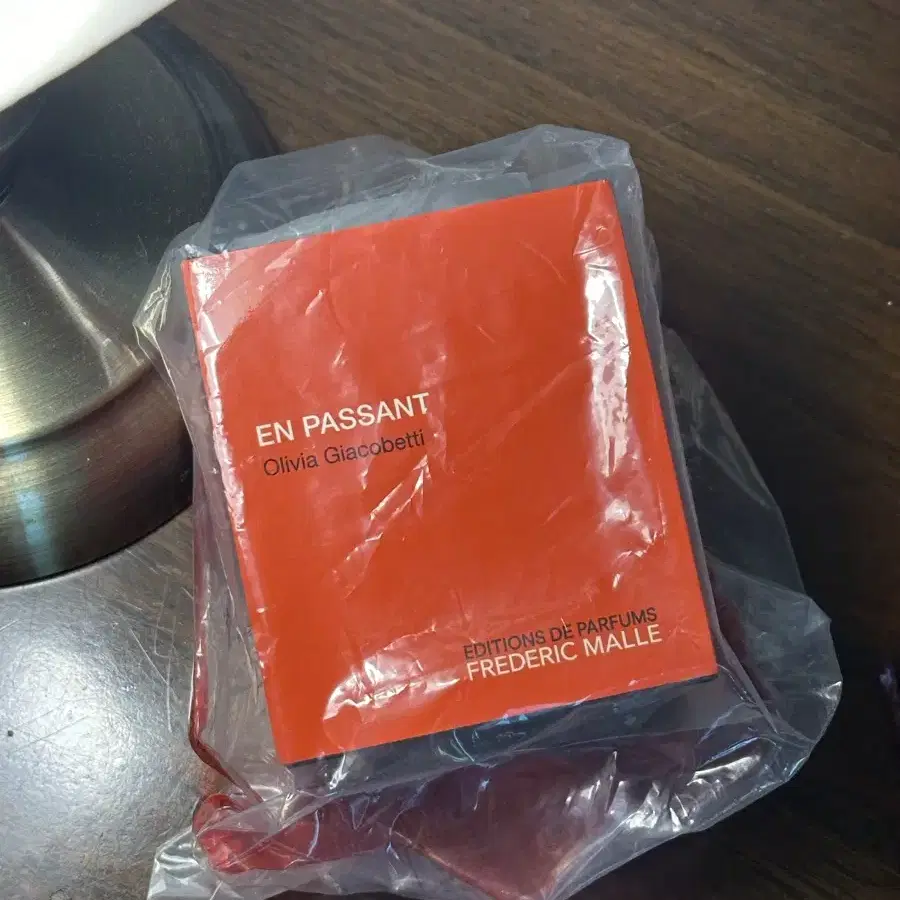 EN PASSANT
Olivia Giacobetti
EDITIONS DE PARFUMS
FREDERIC MALLE